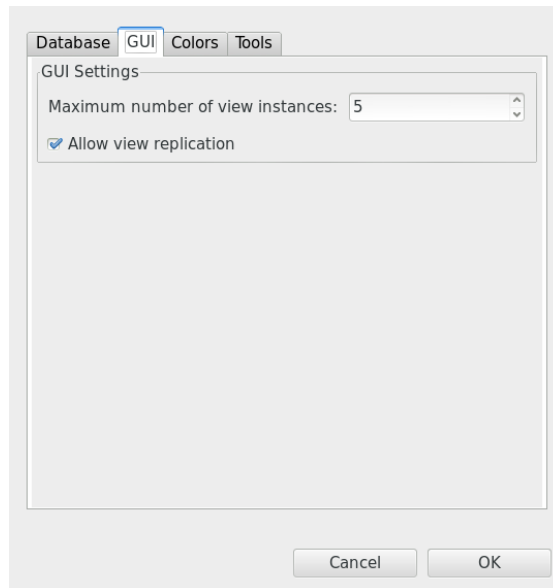 Database GUI Colors Tools
GUI Settings
Maximum number of view instances: 5
Allow view replication
Cancel OK